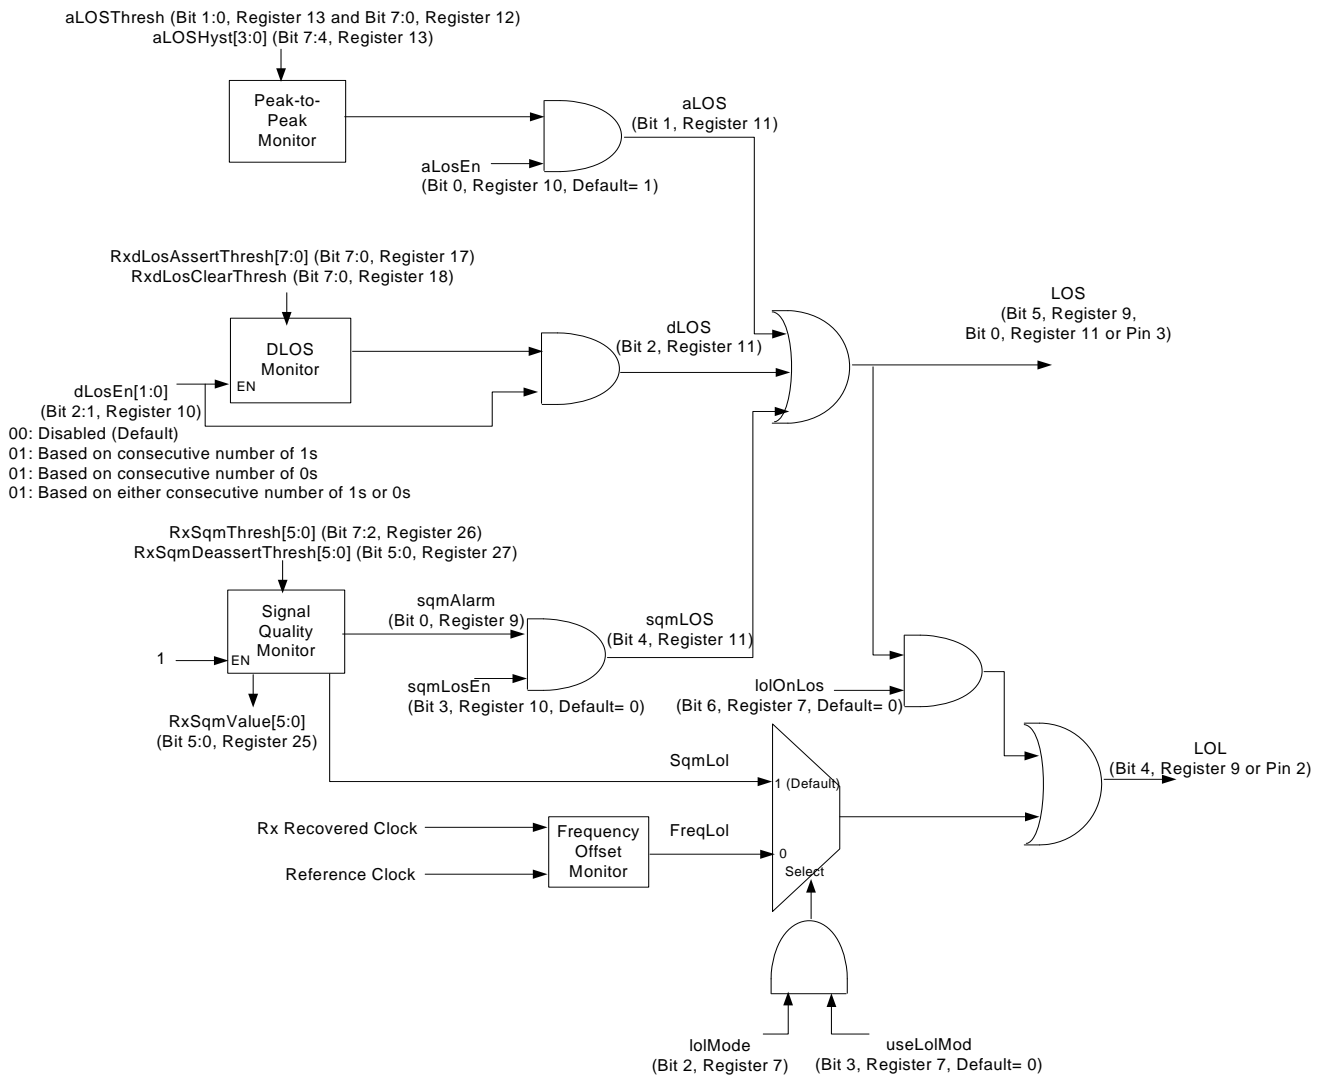 aLOSThresh (Bit 1:0, Register 13 and Bit 7:0, Register 12)
aLOSHyst[3:0] (Bit 7:4, Register 13)
Peak-to-
Peak
Monitor
aLOS
(Bit 1, Register 11)
aLosEn
(Bit 0, Register 10, Default= 1)
RxdLosAssertThresh[7:0] (Bit 7:0, Register 17)
RxdLosClearThresh (Bit 7:0, Register 18)
DLOS
Monitor
EN
dLosEn[1:0]
(Bit 2:1, Register 10)
00: Disabled (Default)
01: Based on consecutive number of 1s
01: Based on consecutive number of 0s
01: Based on either consecutive number of 1s or 0s
dLOS
(Bit 2, Register 11)
LOS
(Bit 5, Register 9,
Bit 0, Register 11 or Pin 3)
RxSqmThresh[5:0] (Bit 7:2, Register 26)
RxSqmDeassertThresh[5:0] (Bit 5:0, Register 27)
Signal
Quality
Monitor
1
EN
sqmAlarm
(Bit 0, Register 9)
sqmLOS
(Bit 4, Register 11)
sqmLosEn
(Bit 3, Register 10, Default= 0)
RxSqmValue[5:0]
(Bit 5:0, Register 25)
lolOnLos
(Bit 6, Register 7, Default= 0)
SqmLol
1 (Default)
LOL
(Bit 4, Register 9 or Pin 2)
Rx Recovered Clock
Reference Clock
Frequency
Offset
Monitor
FreqLol
0
Select
lolMode
(Bit 2, Register 7)
useLolMod
(Bit 3, Register 7, Default= 0)